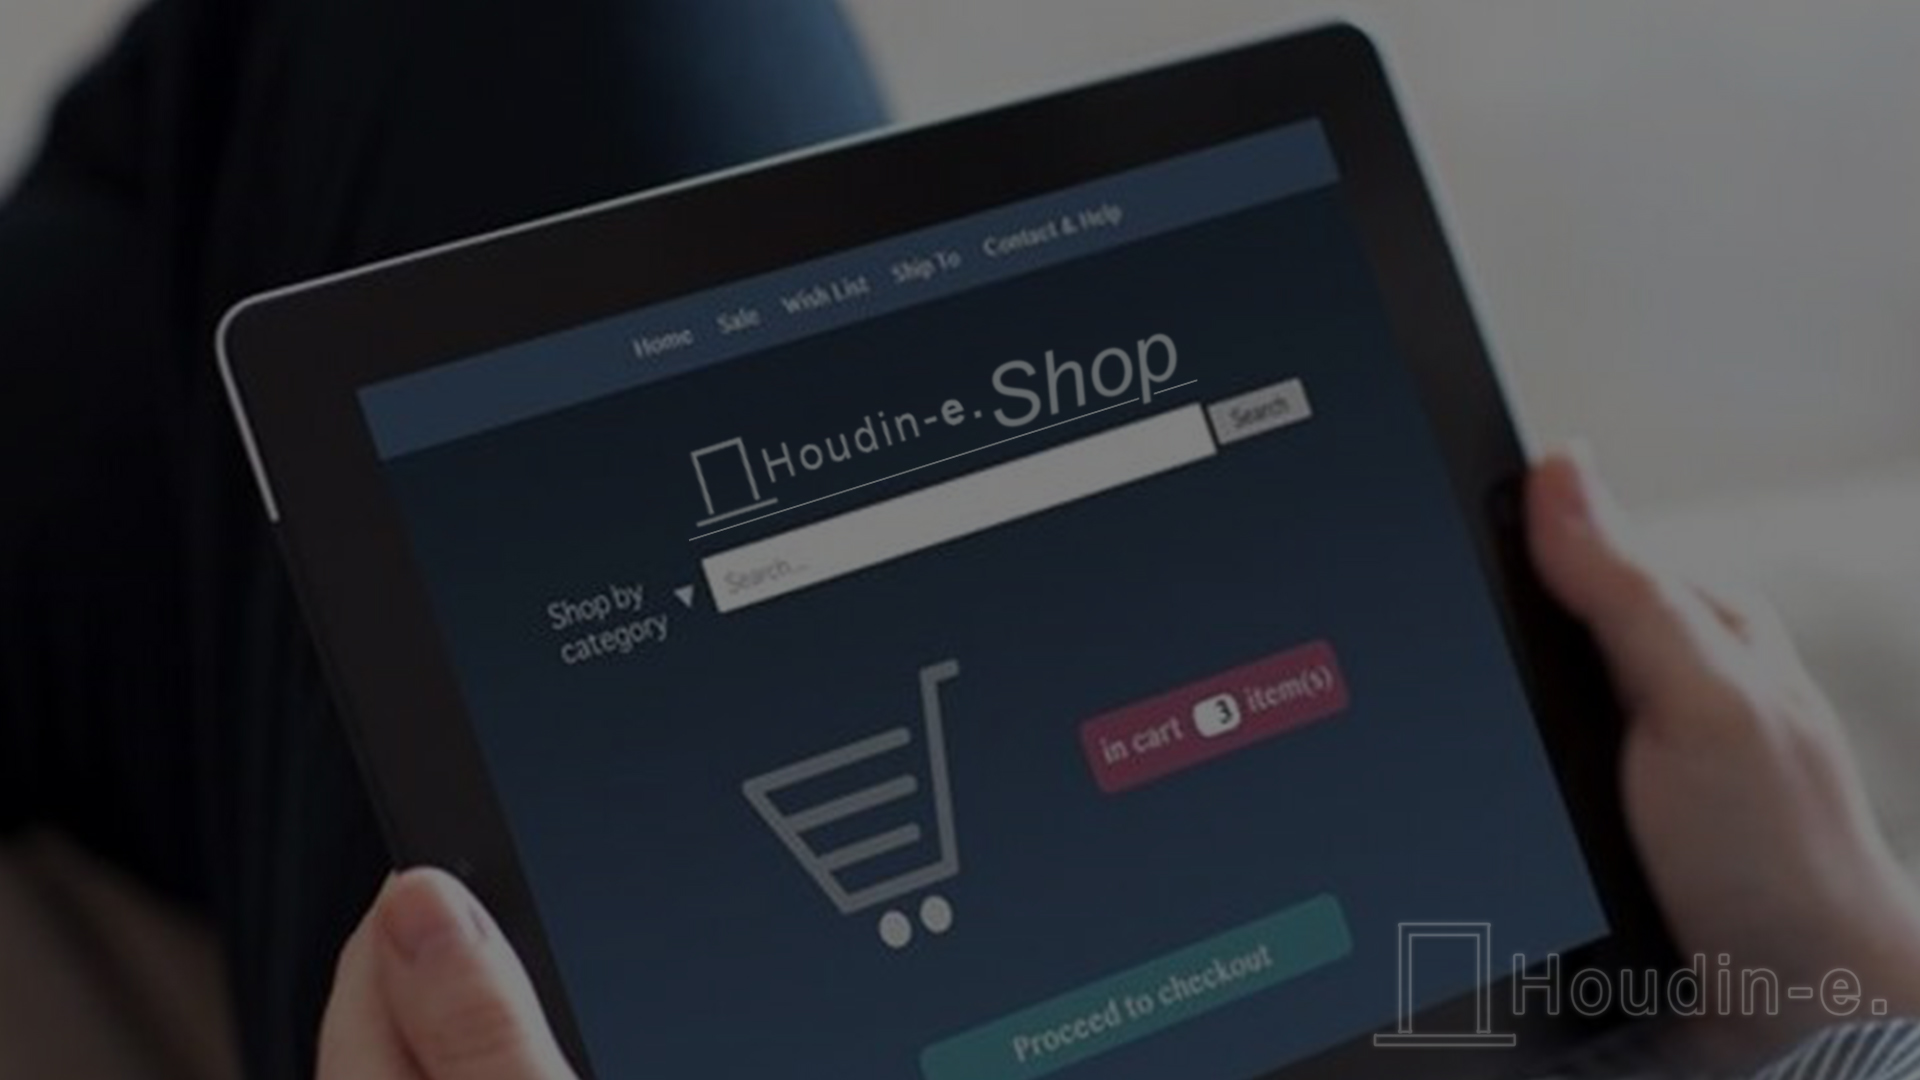 Home Sale Wish List Ship To Contact & Help
Houdin-e. Shop
Search... Search
Shop by
category
in cart 3 item(s)
Proceed to checkout
Houdin-e.